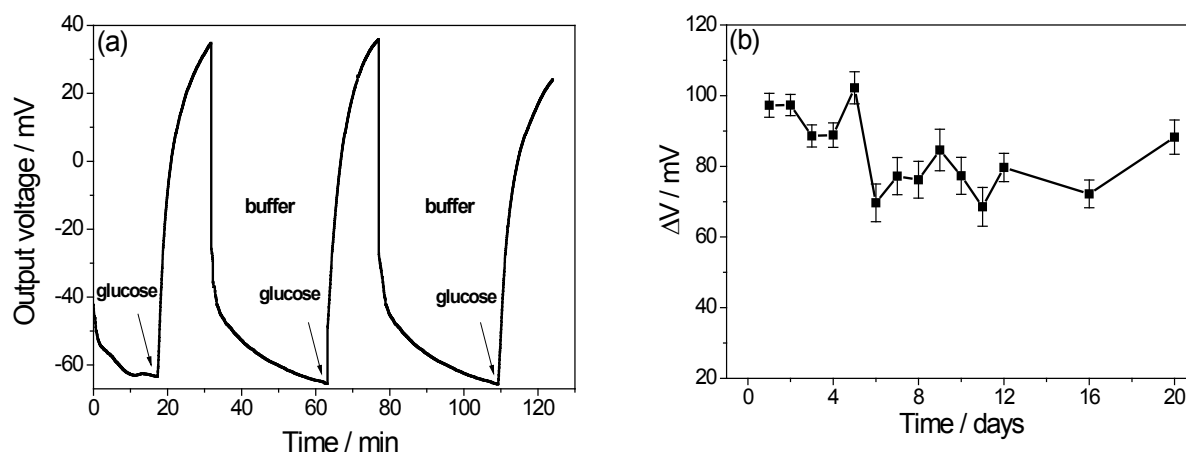 (a)
Output voltage / mV
40
20
0
-20
-40
-60
glucose
buffer
glucose
buffer
glucose
0 20 40 60 80 100 120
Time / min
(b)
ΔV / mV
120
100
80
60
40
20
0 4 8 12 16 20
Time / days